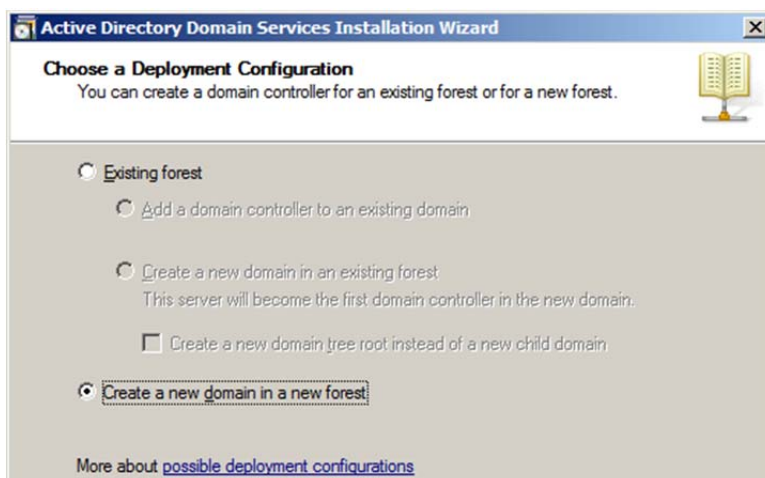 Active Directory Domain Services Installation Wizard
Choose a Deployment Configuration
You can create a domain controller for an existing forest or for a new forest.
Existing forest
Add a domain controller to an existing domain
Create a new domain in an existing forest
This server will become the first domain controller in the new domain.
Create a new domain tree root instead of a new child domain
Create a new domain in a new forest
More about possible deployment configurations